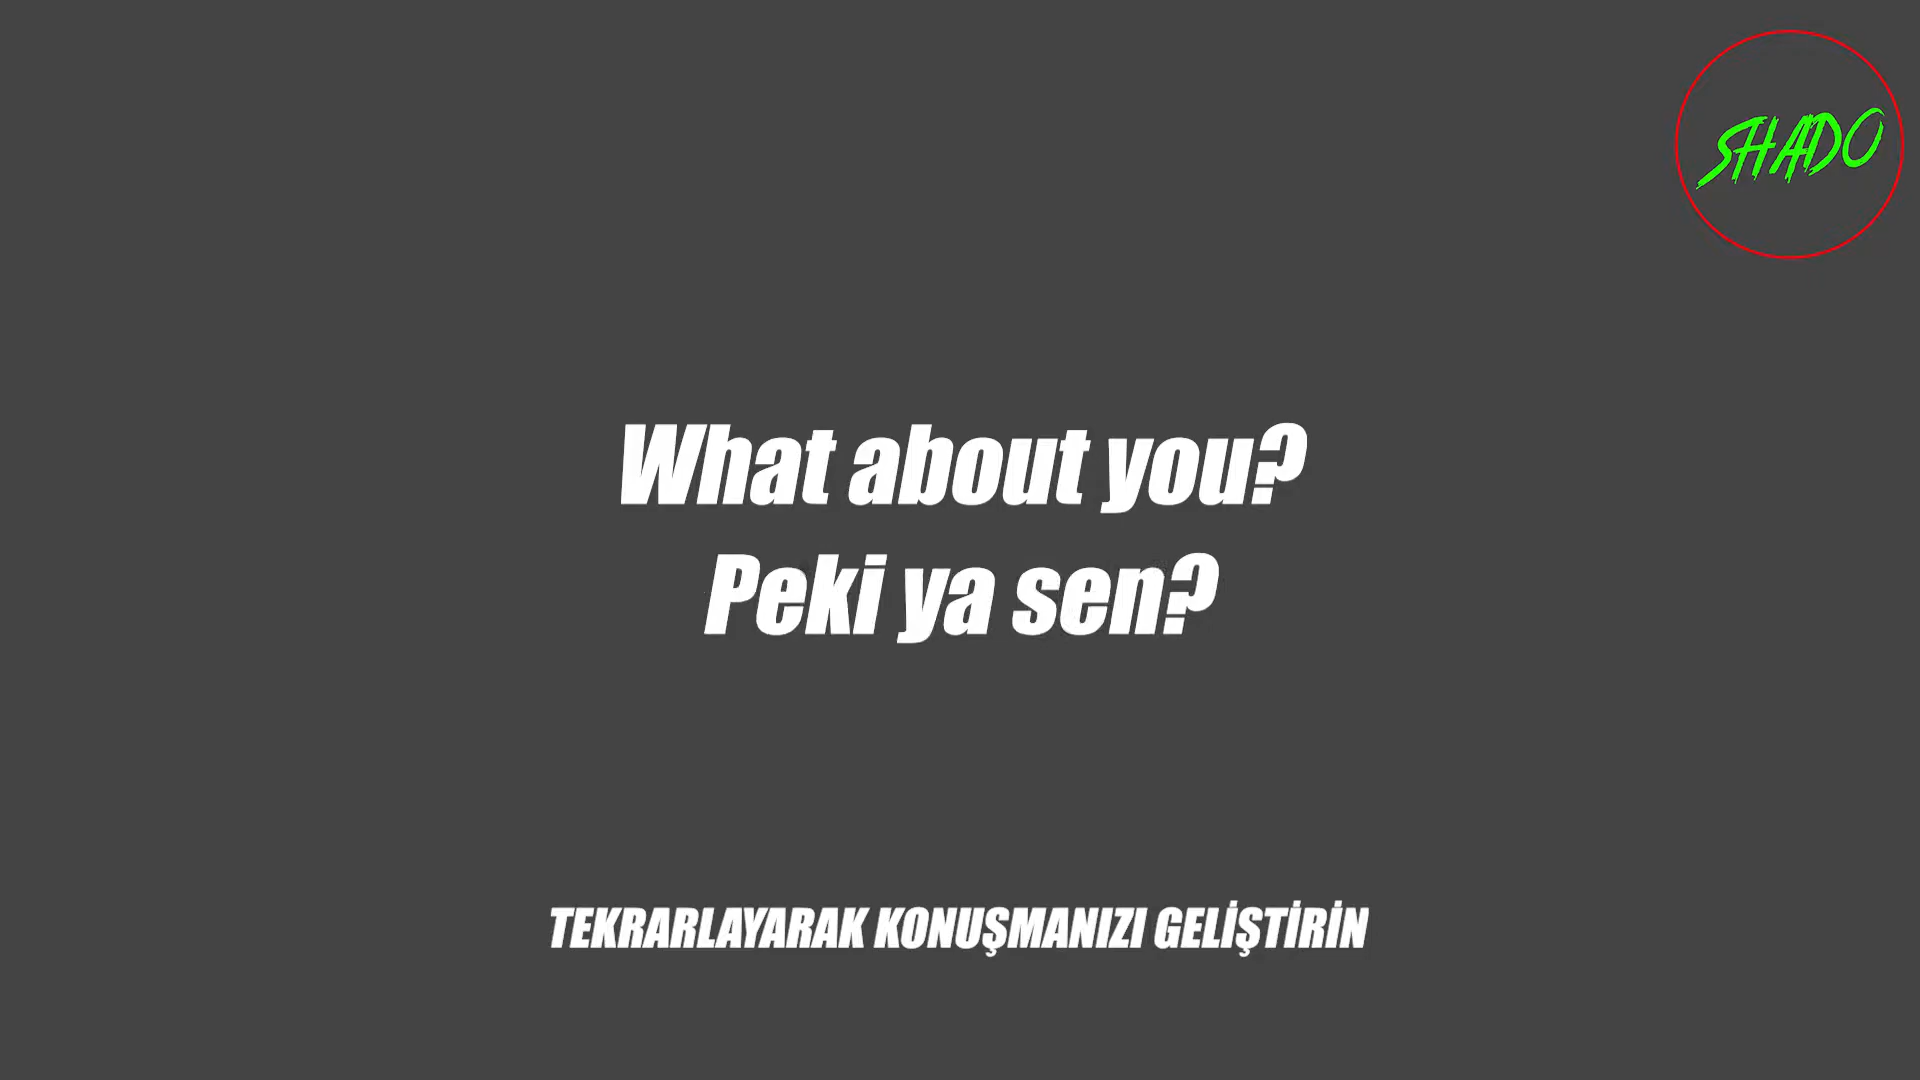 SHADO
What about you?
Peki ya sen?
TEKRARLAYARAK KONUŞMANIZI GELİŞTİRİN